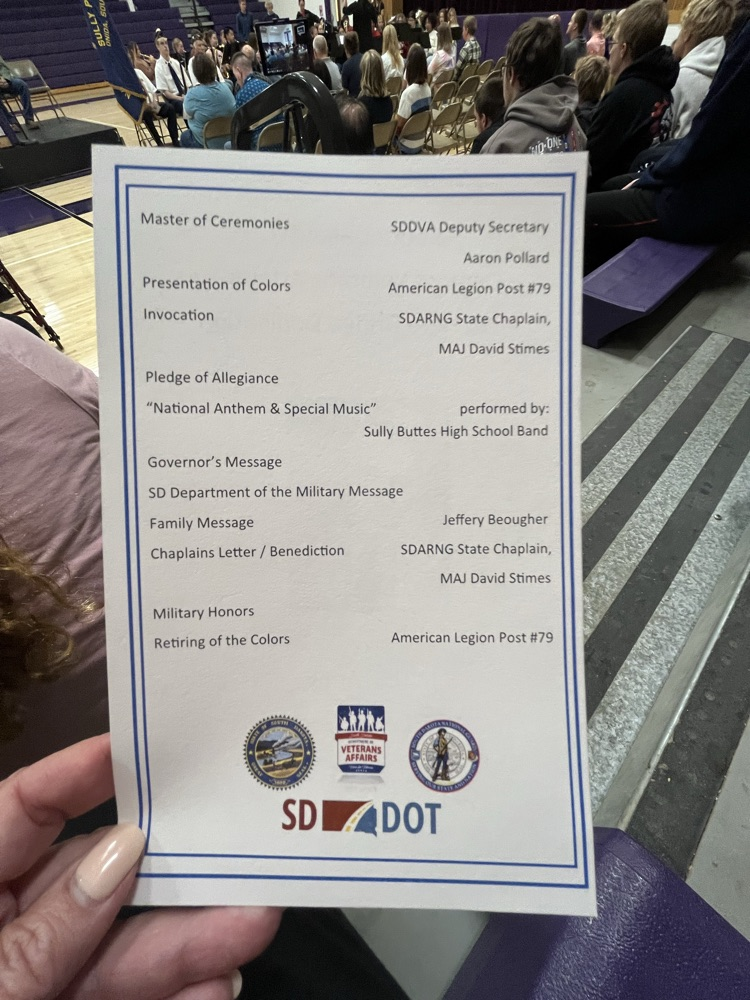 SULLY
Master of Ceremonies SDDVA Deputy Secretary
Aaron Pollard
Presentation of Colors American Legion Post #79
Invocation SDARNG State Chaplain,
MAJ David Stimes
Pledge of Allegiance
“National Anthem & Special Music” performed by:
Sully Buttes High School Band
Governor’s Message
SD Department of the Military Message
Family Message Jeffery Beougher
Chaplains Letter / Benediction SDARNG State Chaplain,
MAJ David Stimes
Military Honors
Retiring of the Colors American Legion Post #79
VETERANS
AFFAIRS
SD DOT